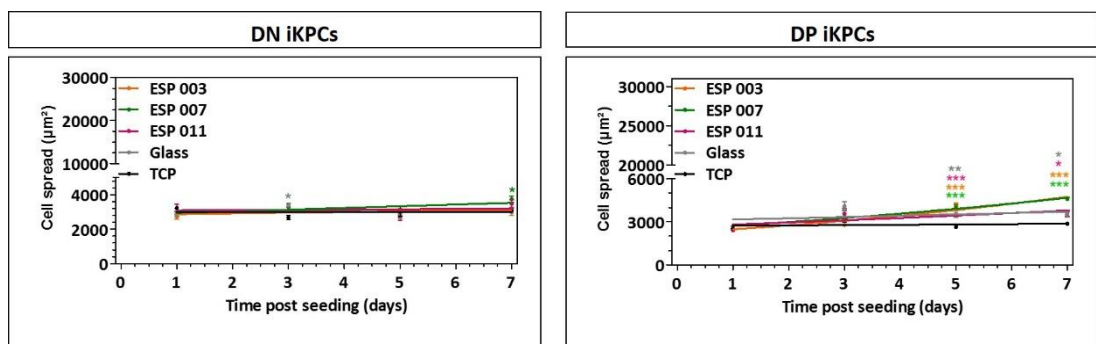 DN iKPCs
Cell spread (µm²)
30000
20000
10000
4000
2000
0
ESP 003
ESP 007
ESP 011
Glass
TCP
*
*
0 1 2 3 4 5 6 7
Time post seeding (days)
DP iKPCs
Cell spread (µm²)
30000
25000
20000
6000
3000
0
ESP 003
ESP 007
ESP 011
Glass
TCP
**
***
***
***
*
*
***
***
0 1 2 3 4 5 6 7
Time post seeding (days)